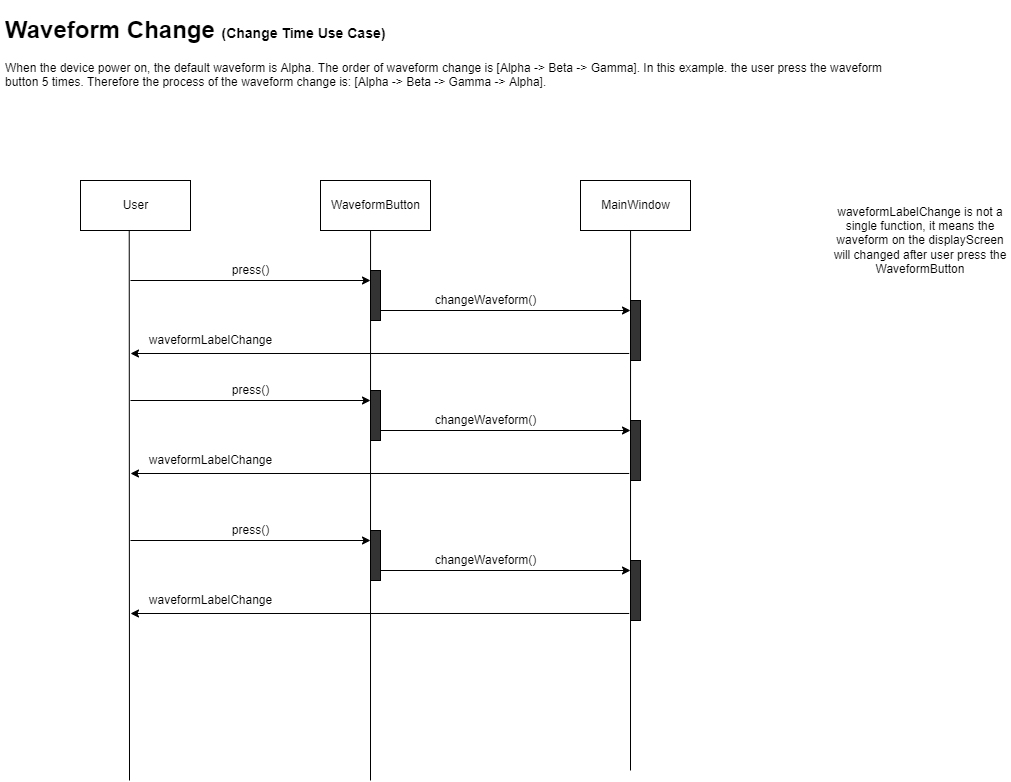 Waveform Change (Change Time Use Case)
When the device power on, the default waveform is Alpha. The order of waveform change is [Alpha -> Beta -> Gamma]. In this example. the user press the waveform
button 5 times. Therefore the process of the waveform change is: [Alpha -> Beta -> Gamma -> Alpha].
User
WaveformButton
MainWindow
waveformLabelChange is not a
single function, it means the
waveform on the displayScreen
will changed after user press the
WaveformButton
press()
changeWaveform()
waveformLabelChange
press()
changeWaveform()
waveformLabelChange
press()
changeWaveform()
waveformLabelChange